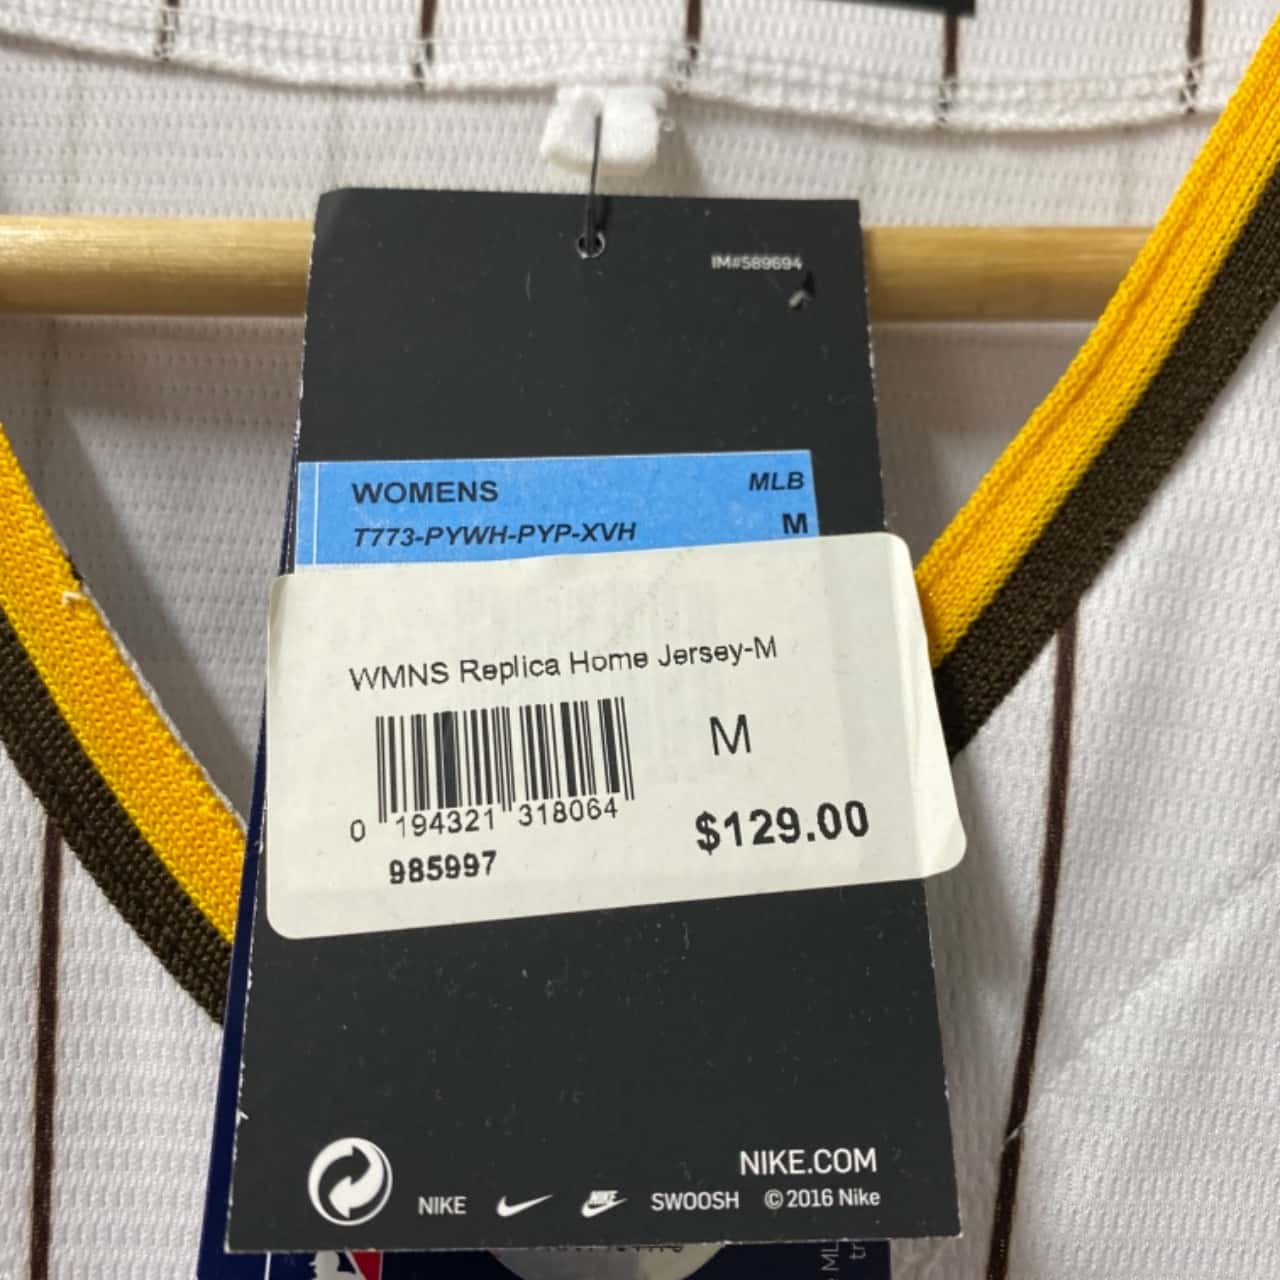 IM#589694
WOMENS MLB
T773-PYWH-PYP-XVH M
WMNS Replica Home Jersey-M
M
0 194321 318064
$129.00
985997
NIKE.COM
NIKE NIKE SWOOSH © 2016 Nike